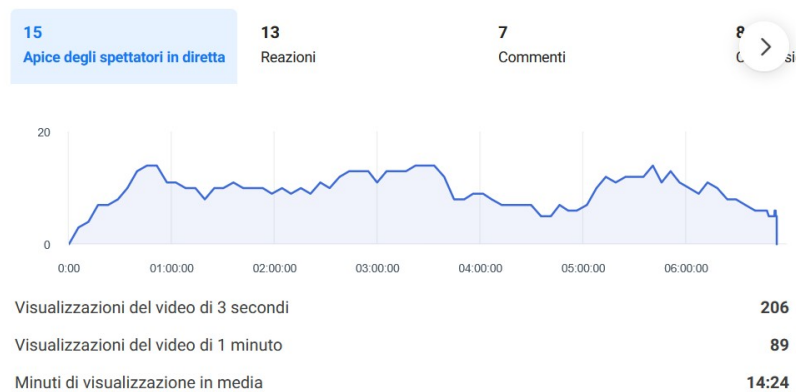 15
Apice degli spettatori in diretta
13
Reazioni
7
Commenti
8
20
0
0:00 01:00:00 02:00:00 03:00:00 04:00:00 05:00:00 06:00:00
Visualizzazioni del video di 3 secondi 206
Visualizzazioni del video di 1 minuto 89
Minuti di visualizzazione in media 14:24